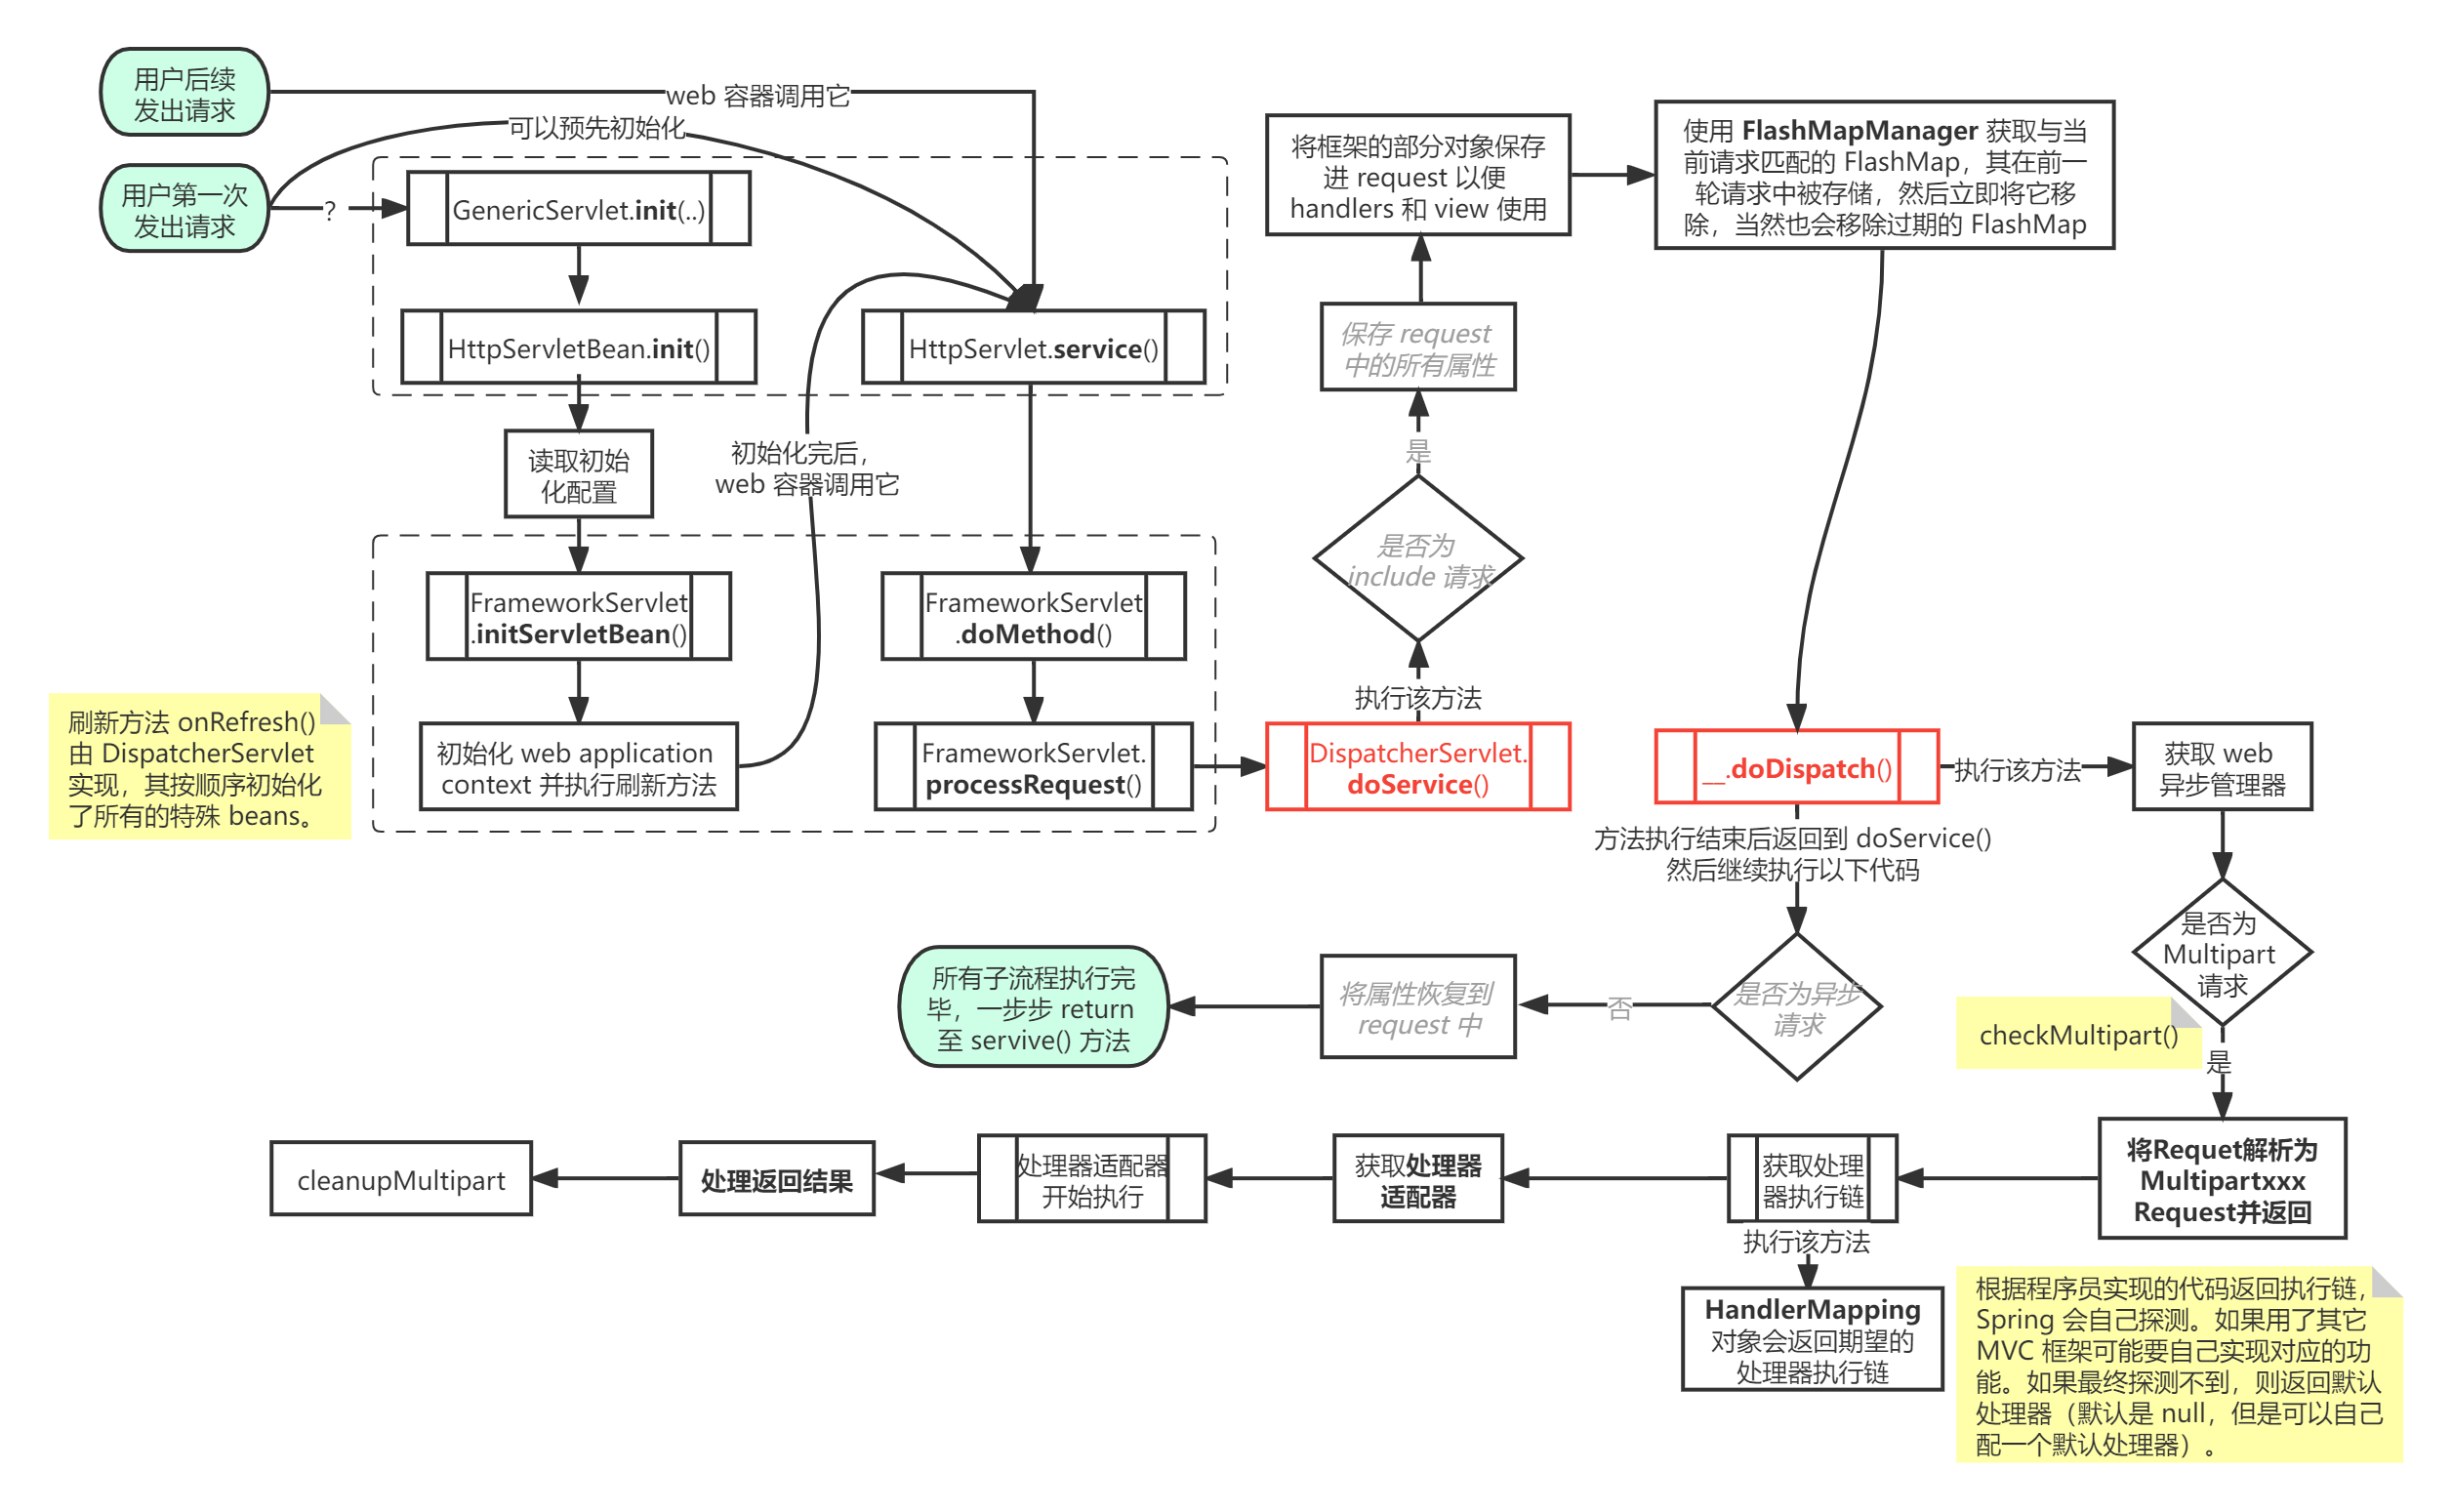 用户后续
发出请求
web 容器调用它
可以预先初始化
用户第一次
发出请求
?
GenericServlet.init(..)
HttpServletBean.init()
HttpServlet.service()
读取初始
化配置
初始化完后，
web 容器调用它
FrameworkServlet
.initServletBean()
FrameworkServlet
.doMethod()
刷新方法 onRefresh()
由 DispatcherServlet
实现，其按顺序初始化
了所有的特殊 beans。
初始化 web application
context 并执行刷新方法
FrameworkServlet.
processRequest()
DispatcherServlet.
doService()
执行该方法
是否为
include 请求
是
保存 request
中的所有属性
将框架的部分对象保存
进 request 以便
handlers 和 view 使用
使用 FlashMapManager 获取与当
前请求匹配的 FlashMap，其在前一
轮请求中被存储，然后立即将它移
除，当然也会移除过期的 FlashMap
__.doDispatch()
执行该方法
获取 web
异步管理器
方法执行结束后返回到 doService()
然后继续执行以下代码
是否为异步
请求
否
将属性恢复到
request 中
所有子流程执行完
毕，一步步 return
至 servive() 方法
是否为
Multipart
请求
checkMultipart()
是
将Requet解析为
Multipartxxx
Request并返回
获取处理
器执行链
执行该方法
HandlerMapping
对象会返回期望的
处理器执行链
根据程序员实现的代码返回执行链，
Spring 会自己探测。如果用了其它
MVC 框架可能要自己实现对应的功
能。如果最终探测不到，则返回默认
处理器（默认是 null，但是可以自己
配一个默认处理器）。
获取处理器
适配器
处理器适配器
开始执行
处理返回结果
cleanupMultipart